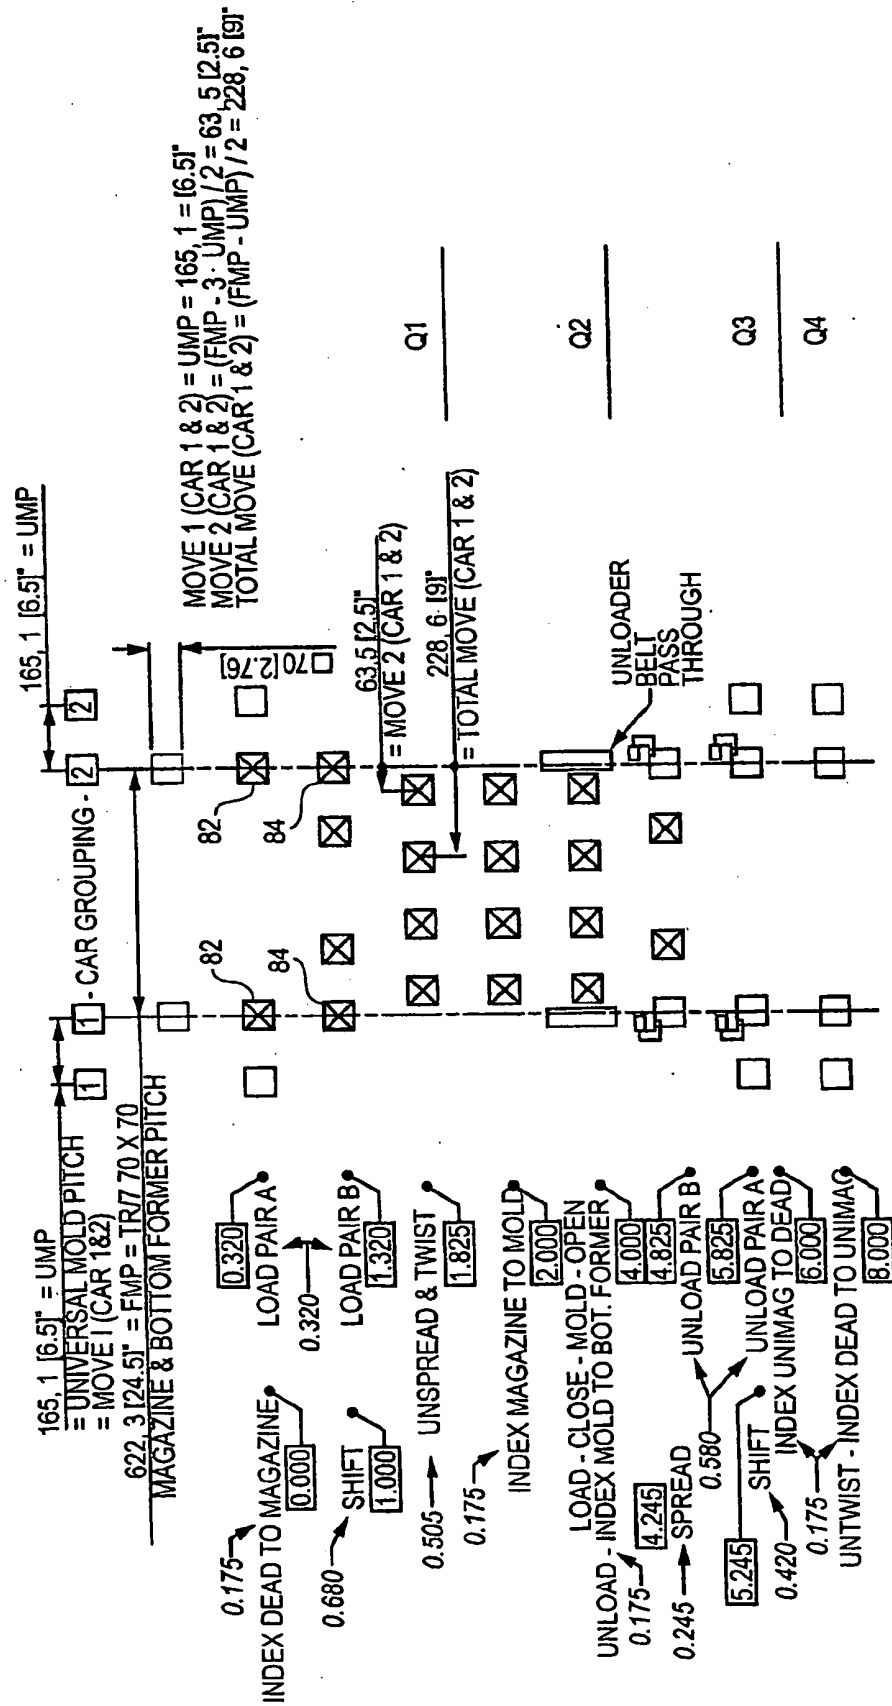 165, 1 [6.5]" = UMP
= UNIVERSAL MOLD PITCH
= MOVE I (CAR 1&2)
622, 3 [24.5]" = FMP = TR/7 70 X 70
MAGAZINE & BOTTOM FORMER PITCH
1
1
- CAR GROUPING -
2
2
165, 1 [6.5]" = UMP
MOVE 1 (CAR 1 & 2) = UMP = 165, 1 = [6.5]"
MOVE 2 (CAR 1 & 2) = (FMP - 3 · UMP) / 2 = 63, 5 [2.5]"
TOTAL MOVE (CAR 1 & 2) = (FMP - UMP) / 2 = 228, 6 [9]"
□70 [2.76]
0.175
INDEX DEAD TO MAGAZINE
0.000
0.320
LOAD PAIR A
82
82
0.680
SHIFT
1.000
0.320
LOAD PAIR B
1.320
84
84
63,5 [2,5]"
= MOVE 2 (CAR 1 & 2)
0.505
UNSPREAD & TWIST
1.825
228, 6 [9]"
= TOTAL MOVE (CAR 1 & 2)
Q1
0.175
INDEX MAGAZINE TO MOLD
2.000
LOAD - CLOSE - MOLD - OPEN
UNLOAD - INDEX MOLD TO BOT. FORMER
0.175
4.000
Q2
UNLOADER
BELT
PASS
THROUGH
4.245
0.245
SPREAD
4.825
UNLOAD PAIR B
0.580
5.245
SHIFT
0.420
5.825
UNLOAD PAIR A
Q3
INDEX UNIMAG TO DEAD
6.000
0.175
Q4
UNTWIST - INDEX DEAD TO UNIMAG
8.000